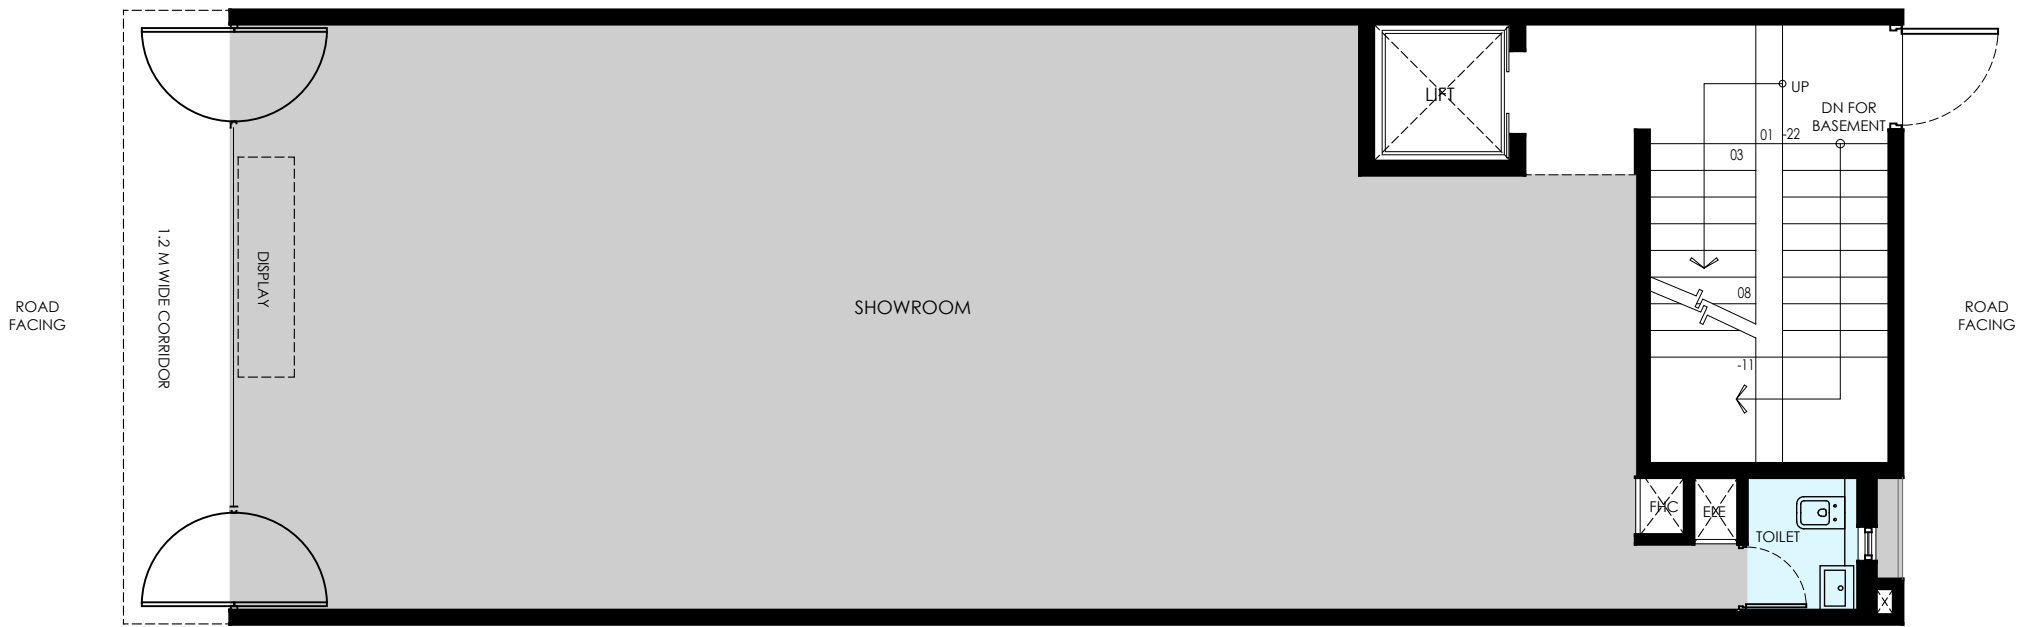 ROAD
FACING
1.2 M WIDE CORRIDOR
DISPLAY
SHOWROOM
LIFT
UP
DN FOR
BASEMENT
01
-22
03
08
-11
FHC
ELE
TOILET
X
ROAD
FACING